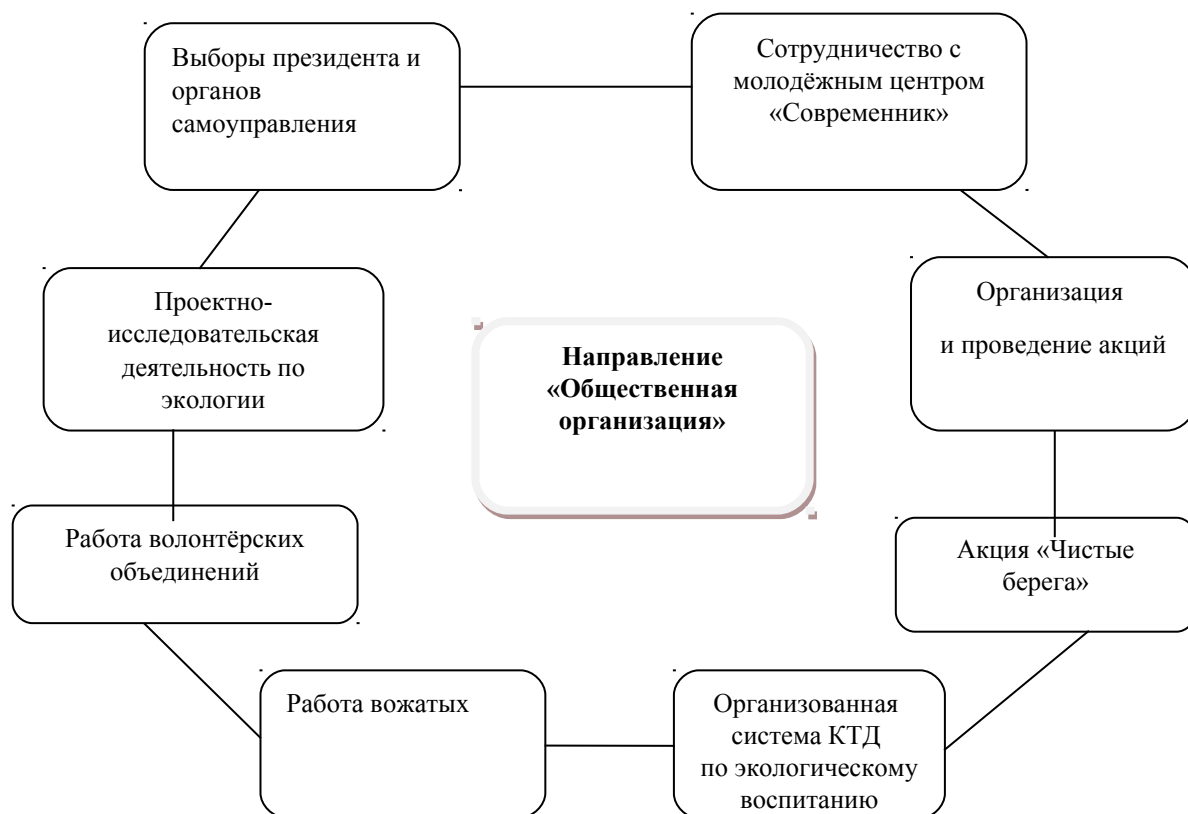 Выборы президента и
органов
самоуправления
Сотрудничество с
молодёжным центром
«Современник»
Проектно-
исследовательская
деятельность по
экологии
Направление
«Общественная
организация»
Организация
и проведение акций
Работа волонтёрских
объединений
Акция «Чистые
берега»
Работа вожатых
Организованная
система КТД
по экологическому
воспитанию